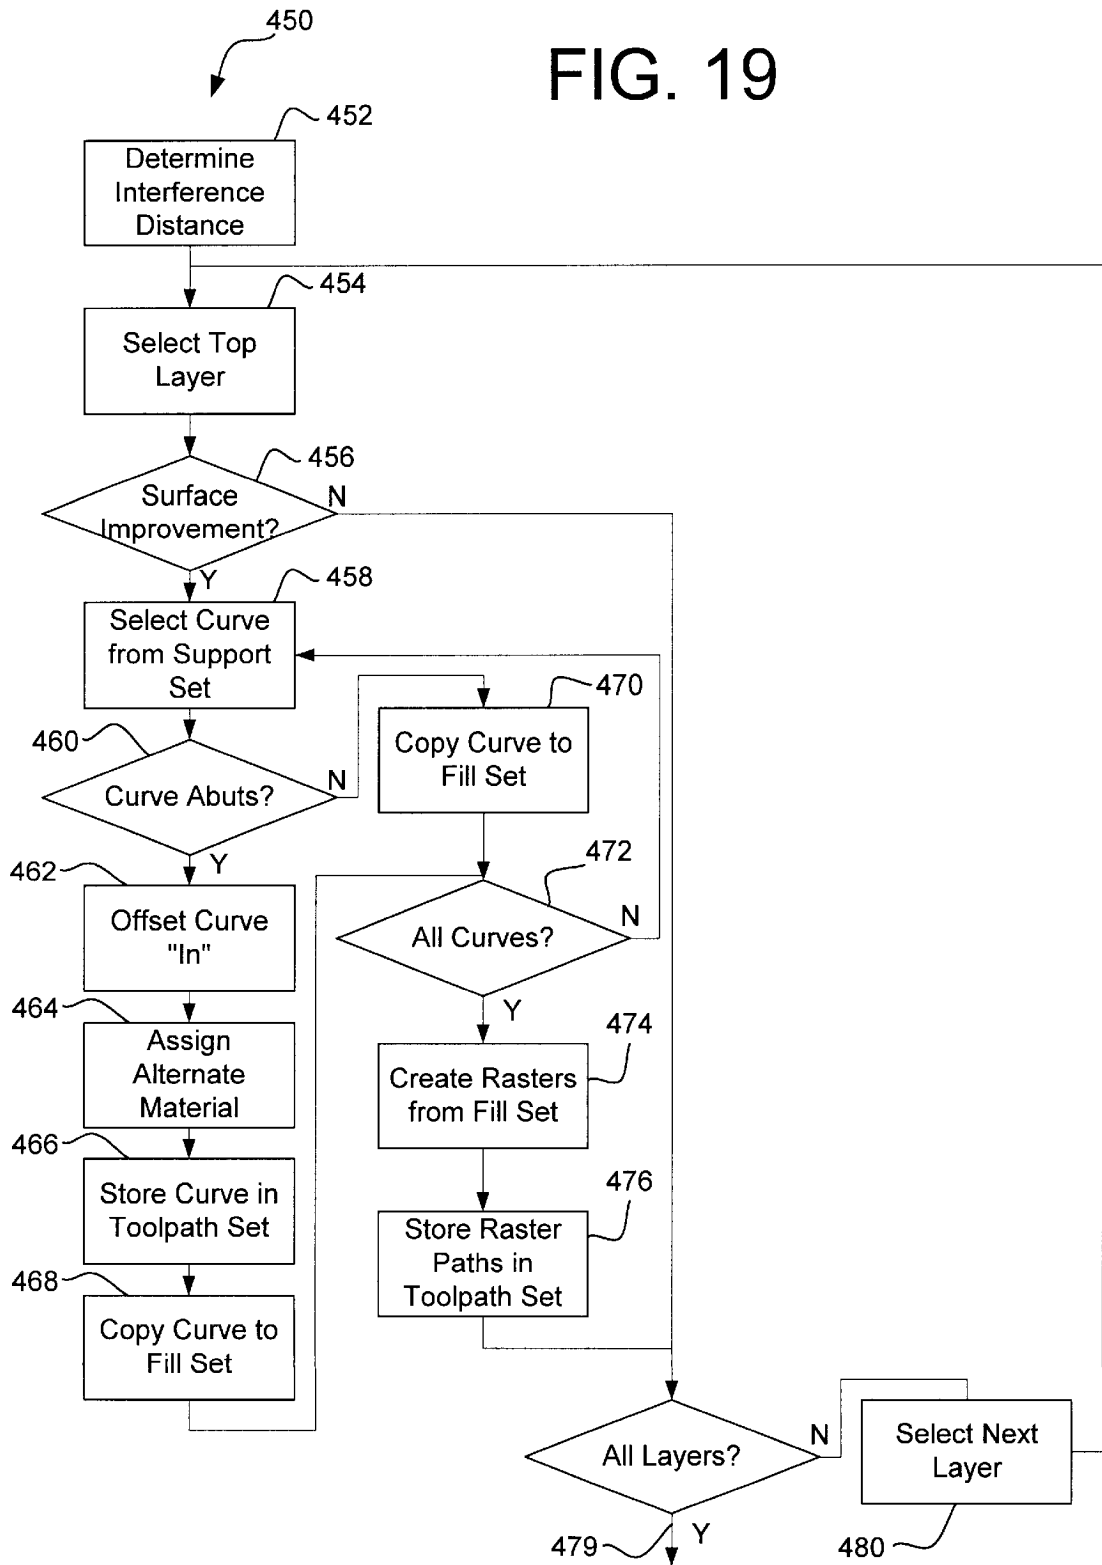 450
FIG. 19
452
Determine
Interference
Distance
454
Select Top
Layer
456
Surface
Improvement?
N
Y
458
Select Curve
from Support
Set
460
Curve Abuts?
N
Y
470
Copy Curve to
Fill Set
462
Offset Curve
"In"
472
All Curves?
N
Y
464
Assign
Alternate
Material
474
Create Rasters
from Fill Set
466
Store Curve in
Toolpath Set
476
Store Raster
Paths in
Toolpath Set
468
Copy Curve to
Fill Set
All Layers?
N
Y
479
Select Next
Layer
480